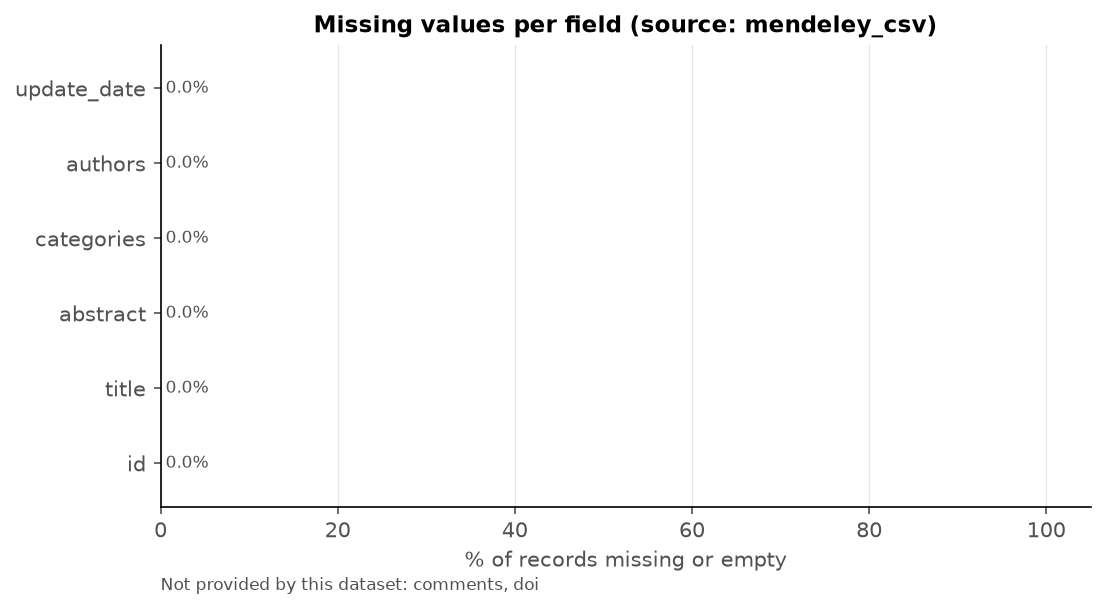 Missing values per field (source: mendeley_csv)
update_date 0.0%
authors 0.0%
categories 0.0%
abstract 0.0%
title 0.0%
id 0.0%
0 20 40 60 80 100
% of records missing or empty
Not provided by this dataset: comments, doi